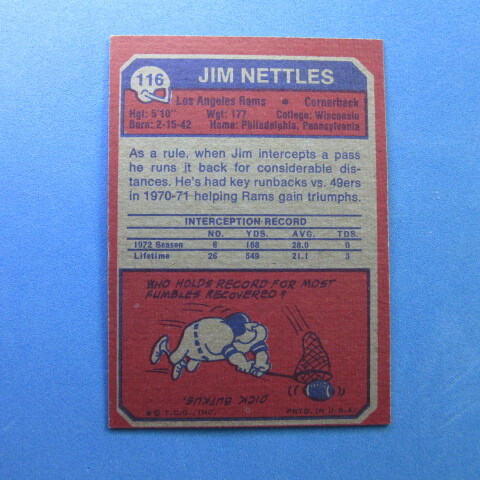 116
JIM NETTLES
Los Angeles Rams • Cornerback
Hgt: 5'10" Wgt: 177 College: Wisconsin
Born: 2-15-42 Home: Philadelphia, Pennsylvania
As a rule, when Jim intercepts a pass
he runs it back for considerable dis-
tances. He's had key runbacks vs. 49ers
in 1970-71 helping Rams gain triumphs.
INTERCEPTION RECORD
NO. YDS. AVG. TDS.
1972 Season 6 168 28.0 0
Lifetime 26 549 21.1 3
WHO HOLDS RECORD FOR MOST
FUMBLES RECOVERED?
DICK BUTKUS.
© T.C.G., INC. PRTD. IN U.S.A.